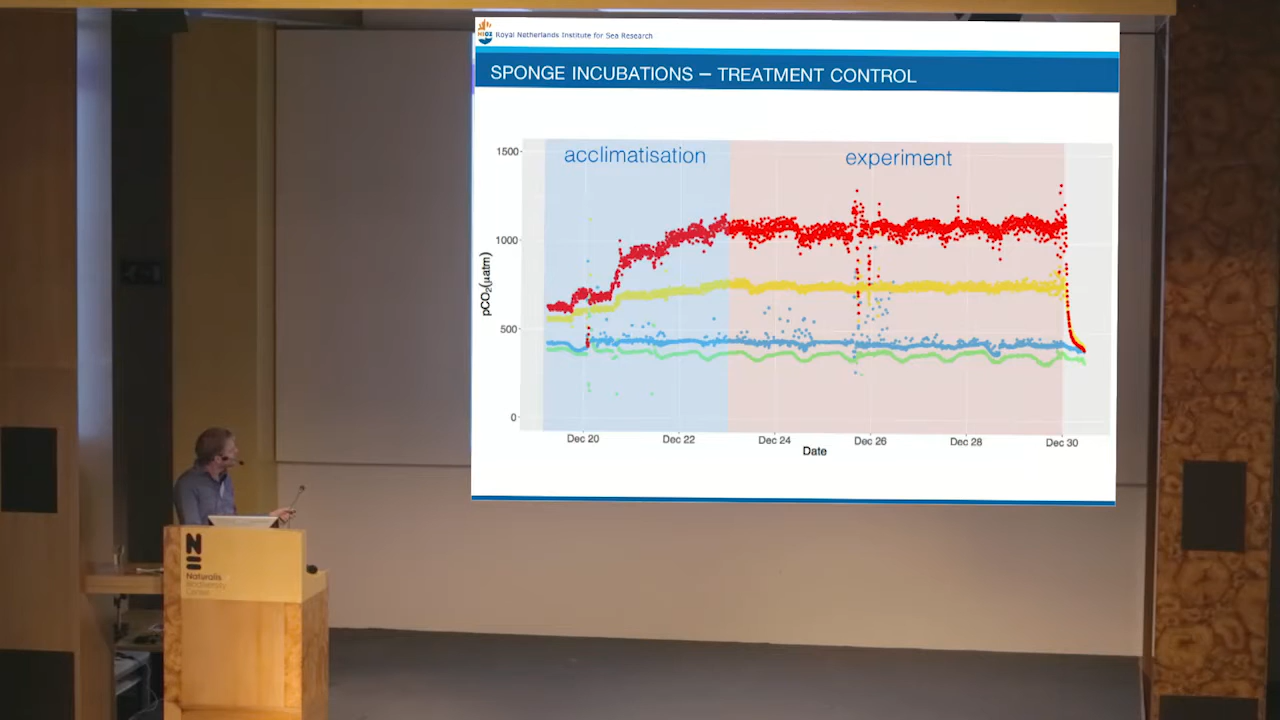 NIOZ
Royal Netherlands Institute for Sea Research
SPONGE INCUBATIONS – TREATMENT CONTROL
acclimatisation
experiment
1500
1000
500
0
pCO₂(µatm)
Dec 20
Dec 22
Dec 24
Dec 26
Dec 28
Dec 30
Date
N
Naturalis
Biodiversity
Center